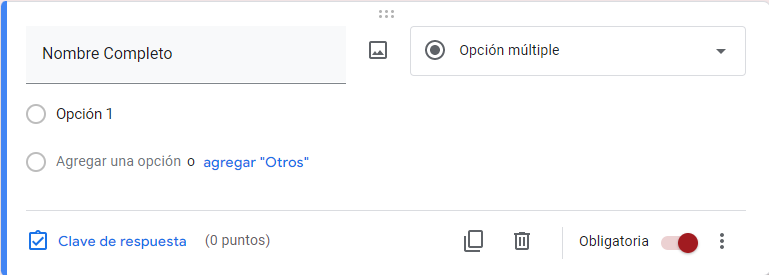 Nombre Completo
Opción múltiple
Opción 1
Agregar una opción o agregar "Otros"
Clave de respuesta (0 puntos)
Obligatoria